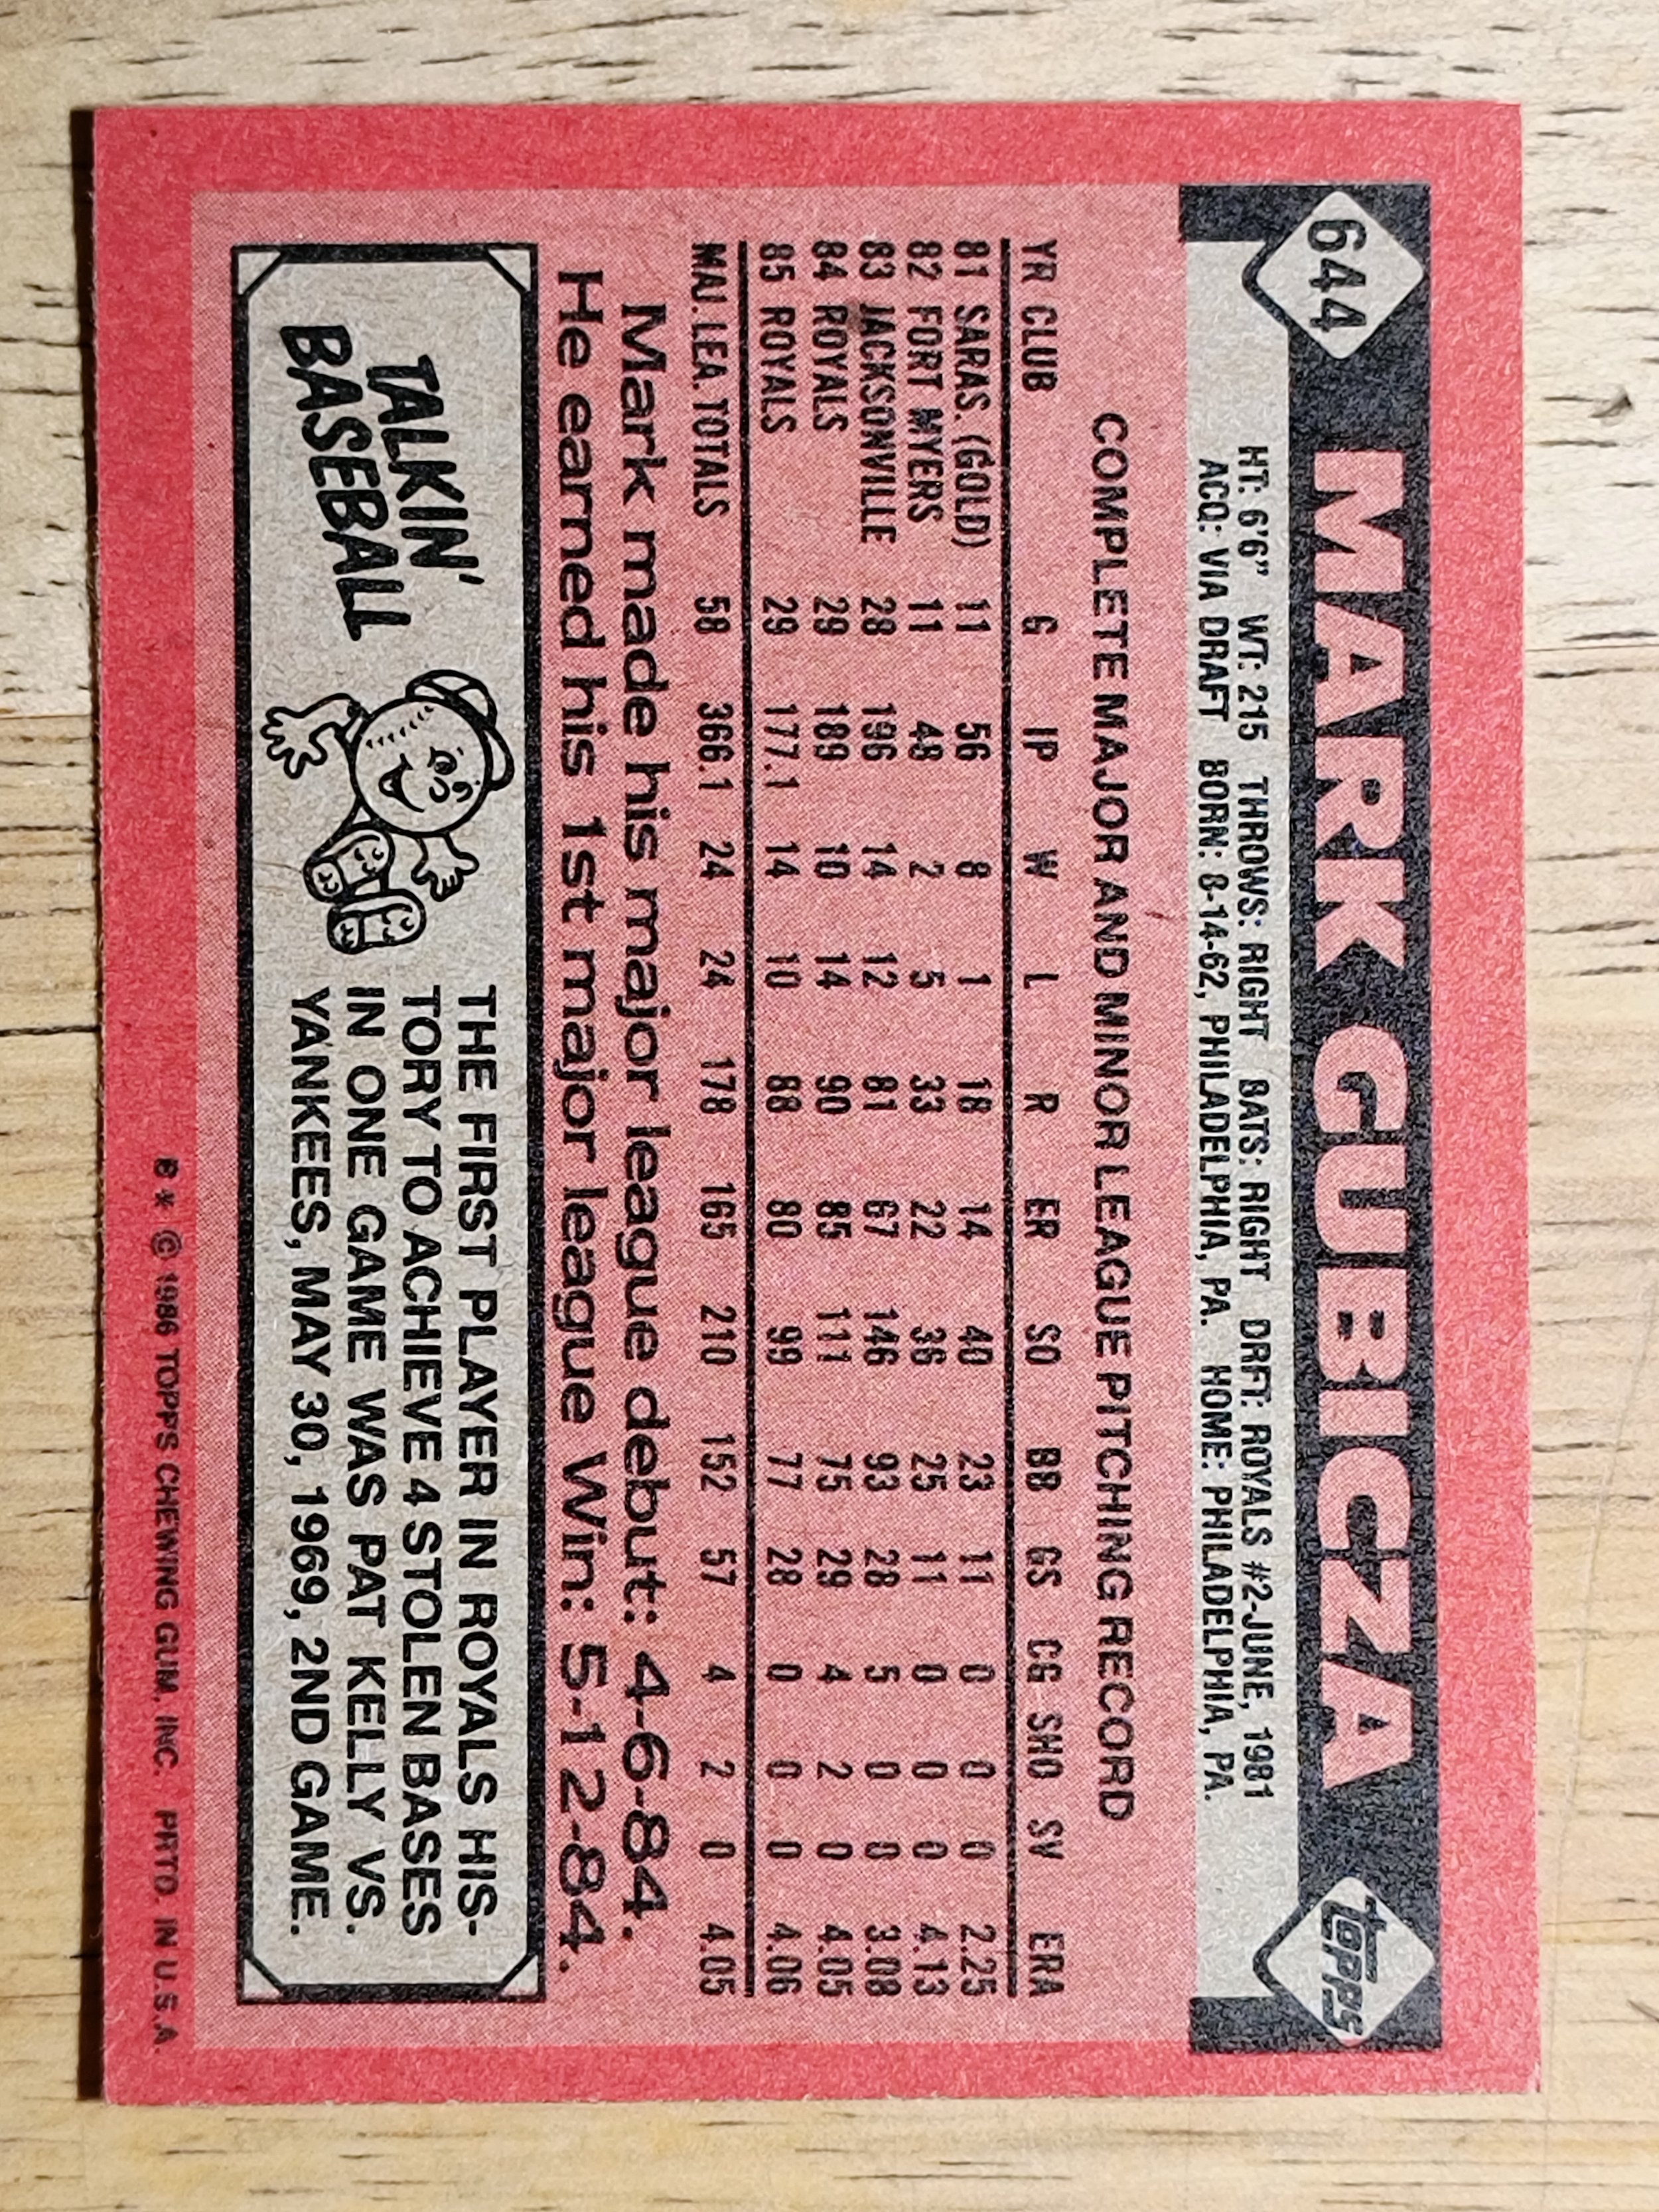 644 MARK GUBICZA TOPPS
HT: 6'6" WT: 215 THROWS: RIGHT BATS: RIGHT DRFT: ROYALS #2-JUNE, 1981
ACQ: VIA DRAFT BORN: 8-14-62, PHILADELPHIA, PA. HOME: PHILADELPHIA, PA.
COMPLETE MAJOR AND MINOR LEAGUE PITCHING RECORD
YR CLUB G IP W L R ER SO BB GS CG SHO SV ERA
81 SARAS. (GOLD) 11 56 8 1 18 14 40 23 11 0 0 0 2.25
82 FORT MYERS 11 48 2 5 33 22 36 25 11 0 0 0 4.13
83 JACKSONVILLE 28 196 14 12 81 67 146 93 28 5 0 0 3.08
84 ROYALS 29 189 10 14 90 85 111 75 29 4 2 0 4.05
85 ROYALS 29 177.1 14 10 88 80 99 77 28 0 0 0 4.06
MAJ. LEA. TOTALS 58 366.1 24 24 178 165 210 152 57 4 2 0 4.05
Mark made his major league debut: 4-6-84.
He earned his 1st major league Win: 5-12-84.
TALKIN'
BASEBALL
THE FIRST PLAYER IN ROYALS HIS-
TORY TO ACHIEVE 4 STOLEN BASES
IN ONE GAME WAS PAT KELLY VS.
YANKEES, MAY 30, 1969, 2ND GAME.
B * © 1986 TOPPS CHEWING GUM, INC. PRTD. IN U.S.A.